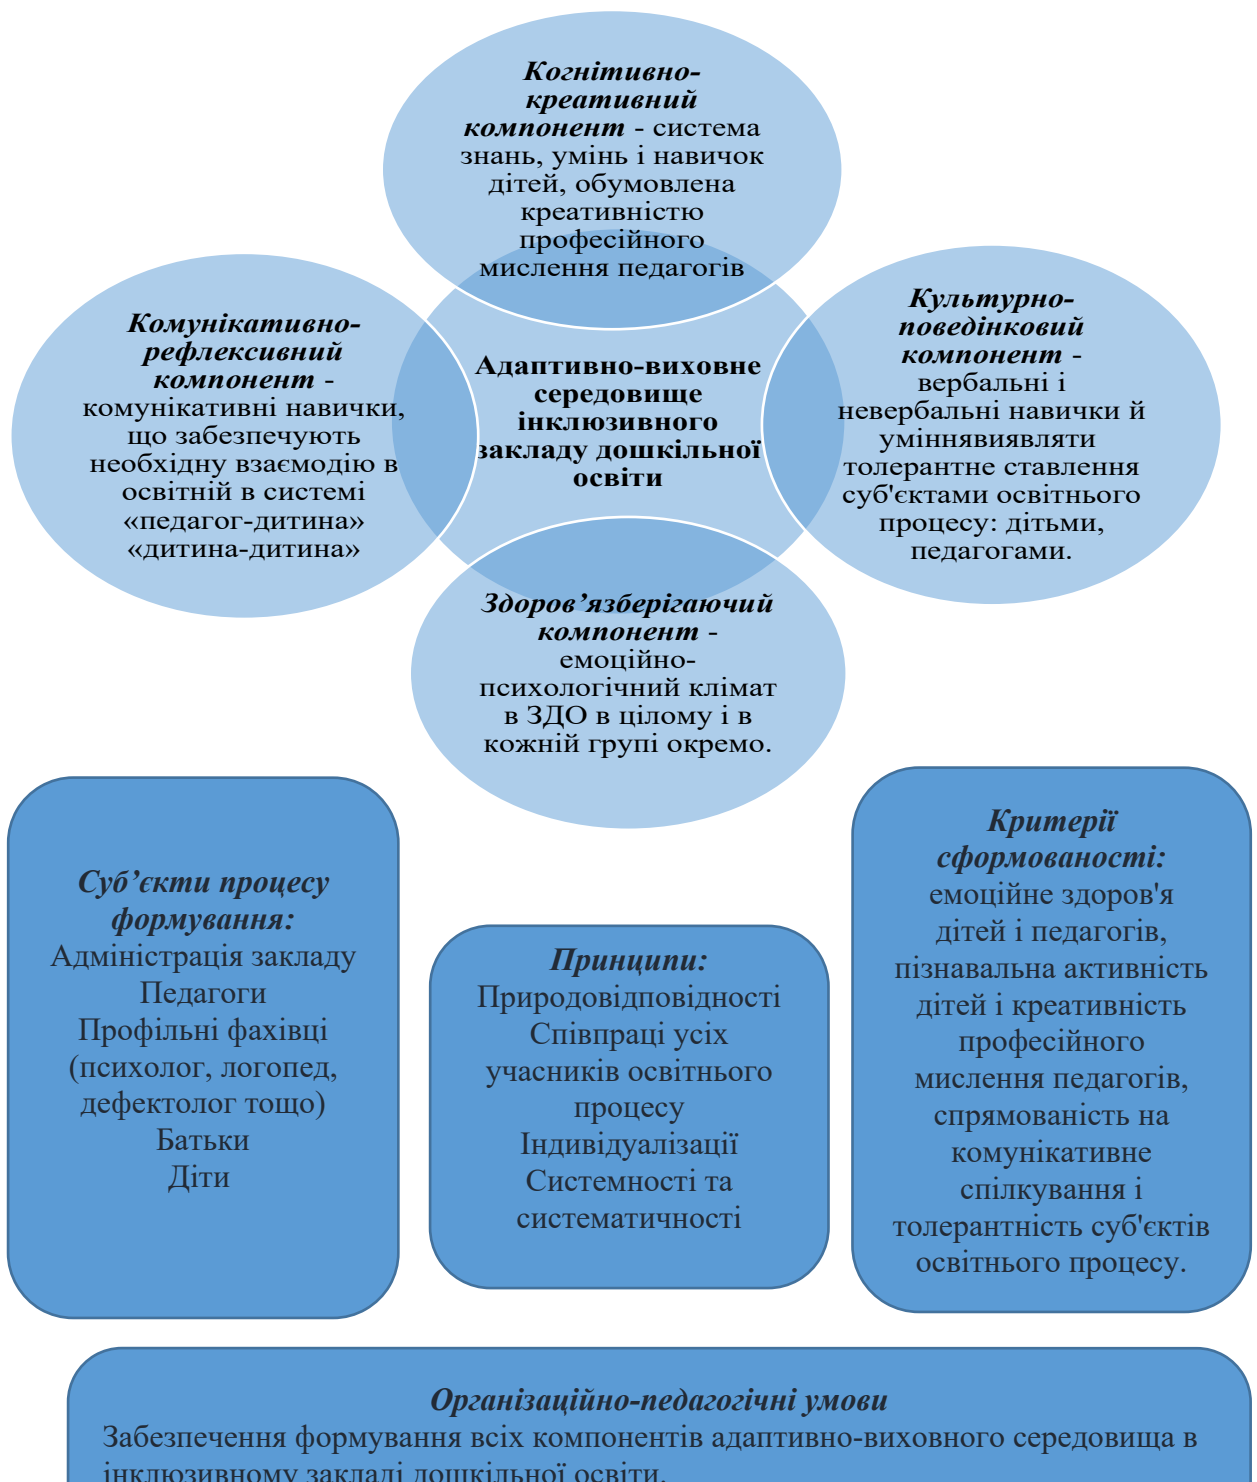 Когнітивно-
креативний
компонент - система
знань, умінь і навичок
дітей, обумовлена
креативністю
професійного
мислення педагогів
Комунікативно-
рефлексивний
компонент -
комунікативні навички,
що забезпечують
необхідну взаємодію в
освітній в системі
«педагог-дитина»
«дитина-дитина»
Адаптивно-виховне
середовище
інклюзивного
закладу дошкільної
освіти
Культурно-
поведінковий
компонент -
вербальні і
невербальні навички й
уміннявиявляти
толерантне ставлення
суб'єктами освітнього
процесу: дітьми,
педагогами.
Здоров’язберігаючий
компонент -
емоційно-
психологічний клімат
в ЗДО в цілому і в
кожній групі окремо.
Суб’єкти процесу
формування:
Адміністрація закладу
Педагоги
Профільні фахівці
(психолог, логопед,
дефектолог тощо)
Батьки
Діти
Принципи:
Природовідповідності
Співпраці усіх
учасників освітнього
процесу
Індивідуалізації
Системності та
систематичності
Критерії
сформованості:
емоційне здоров'я
дітей і педагогів,
пізнавальна активність
дітей і креативність
професійного
мислення педагогів,
спрямованість на
комунікативне
спілкування і
толерантність суб'єктів
освітнього процесу.
Організаційно-педагогічні умови
Забезпечення формування всіх компонентів адаптивно-виховного середовища в
інклюзивному закладі дошкільної освіти.